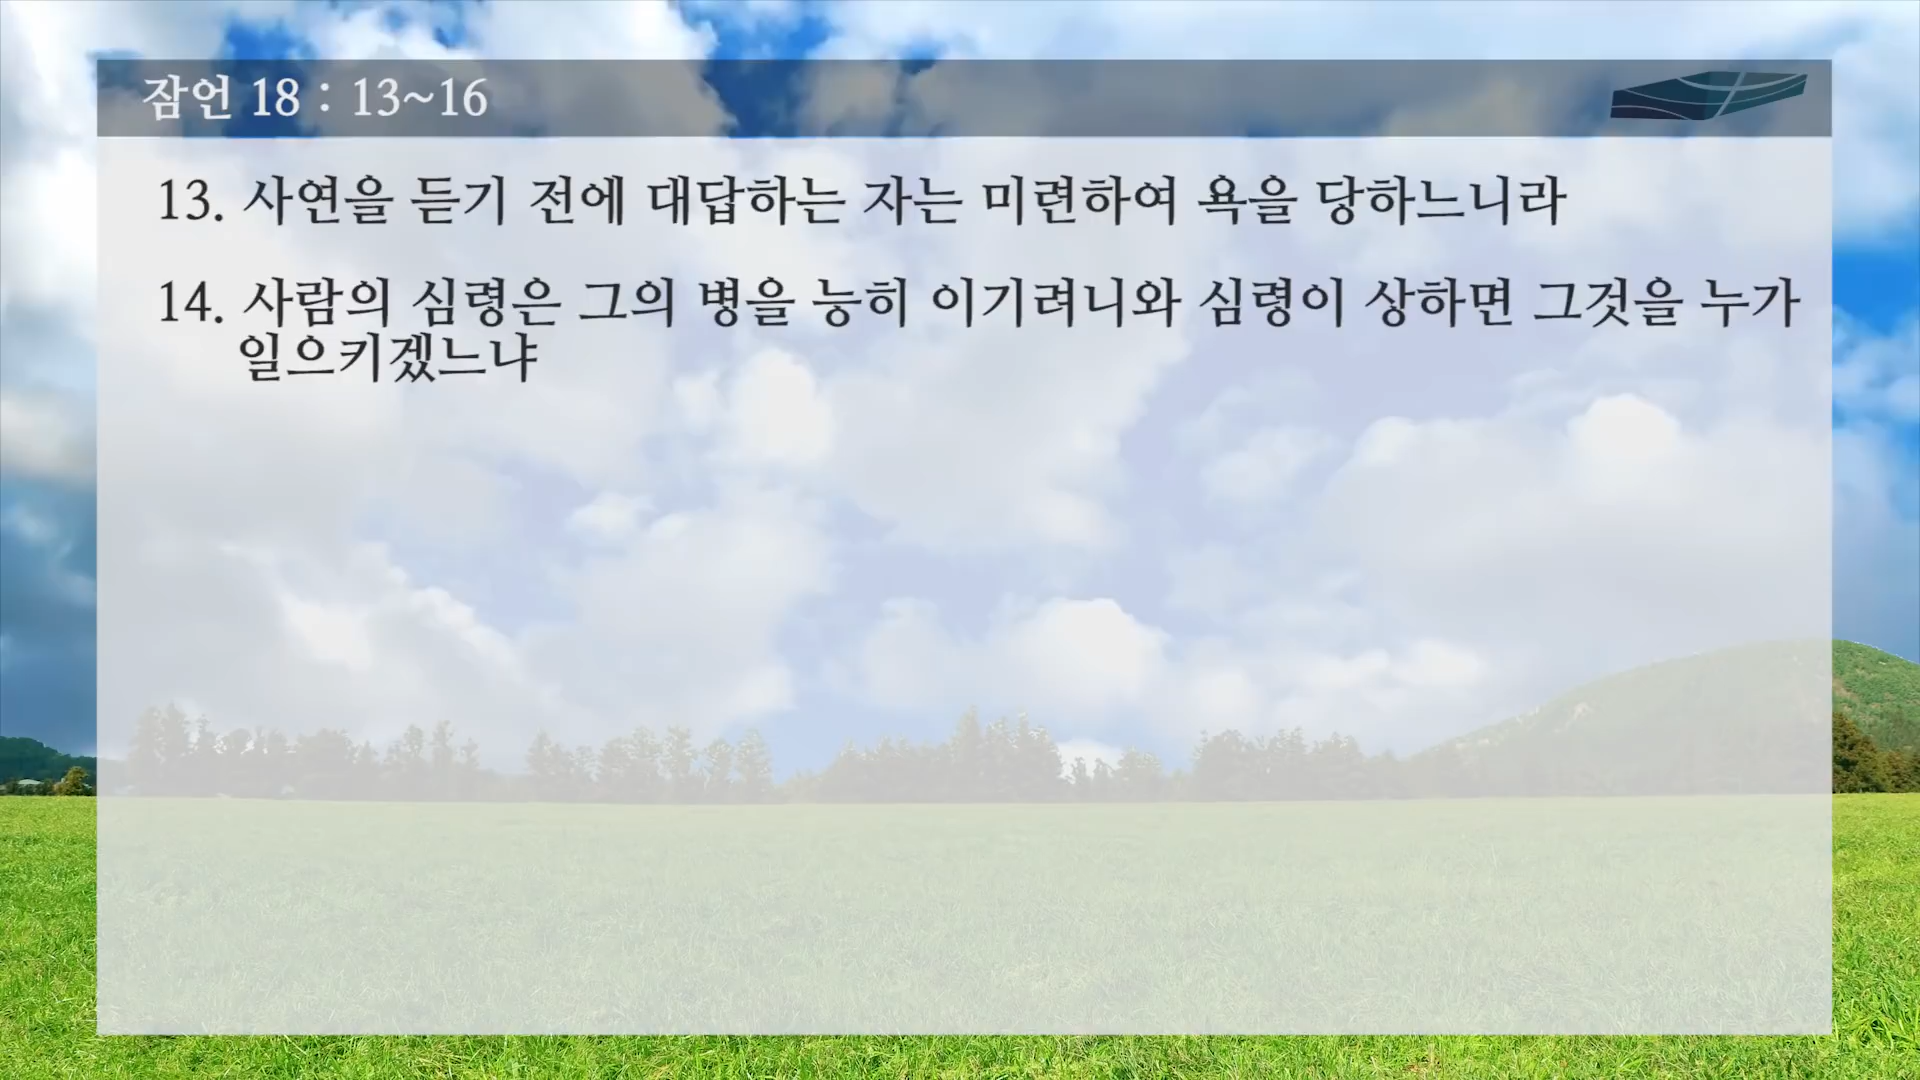 잠언 18 : 13~16
13. 사연을 듣기 전에 대답하는 자는 미련하여 욕을 당하느니라
14. 사람의 심령은 그의 병을 능히 이기려니와 심령이 상하면 그것을 누가
일으키겠느냐